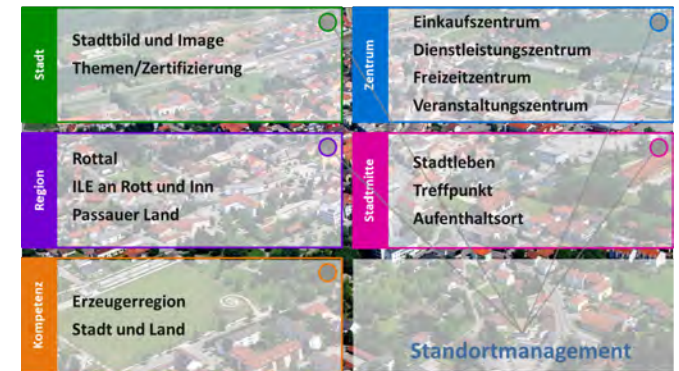 Stadt
Stadtbild und Image
Themen/Zertifizierung
Zentrum
Einkaufszentrum
Dienstleistungszentrum
Freizeitzentrum
Veranstaltungszentrum
Region
Rottal
ILE an Rott und Inn
Passauer Land
Stadtmitte
Stadtleben
Treffpunkt
Aufenthaltsort
Kompetenz
Erzeugerregion
Stadt und Land
Standortmanagement